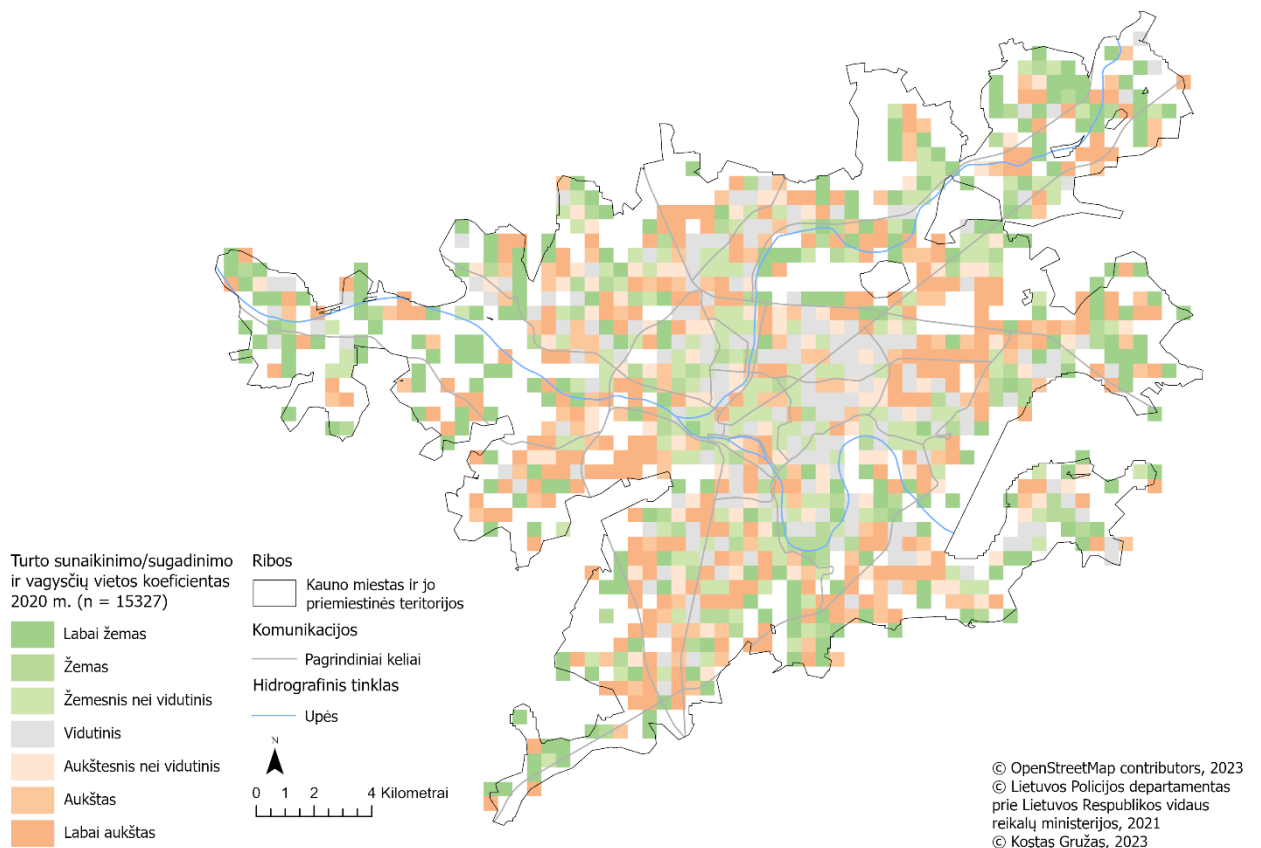 Turto sunaikinimo/sugadinimo
ir vagysčių vietos koeficientas
2020 m. (n = 15327)
Labai žemas
Žemas
Žemesnis nei vidutinis
Vidutinis
Aukštesnis nei vidutinis
Aukštas
Labai aukštas
Ribos
Kauno miestas ir jo
priemiestinės teritorijos
Komunikacijos
Pagrindiniai keliai
Hidrografinis tinklas
Upės
N
0 1 2 4 Kilometrai
© OpenStreetMap contributors, 2023
© Lietuvos Policijos departamentas
prie Lietuvos Respublikos vidaus
reikalų ministerijos, 2021
© Kostas Gružas, 2023